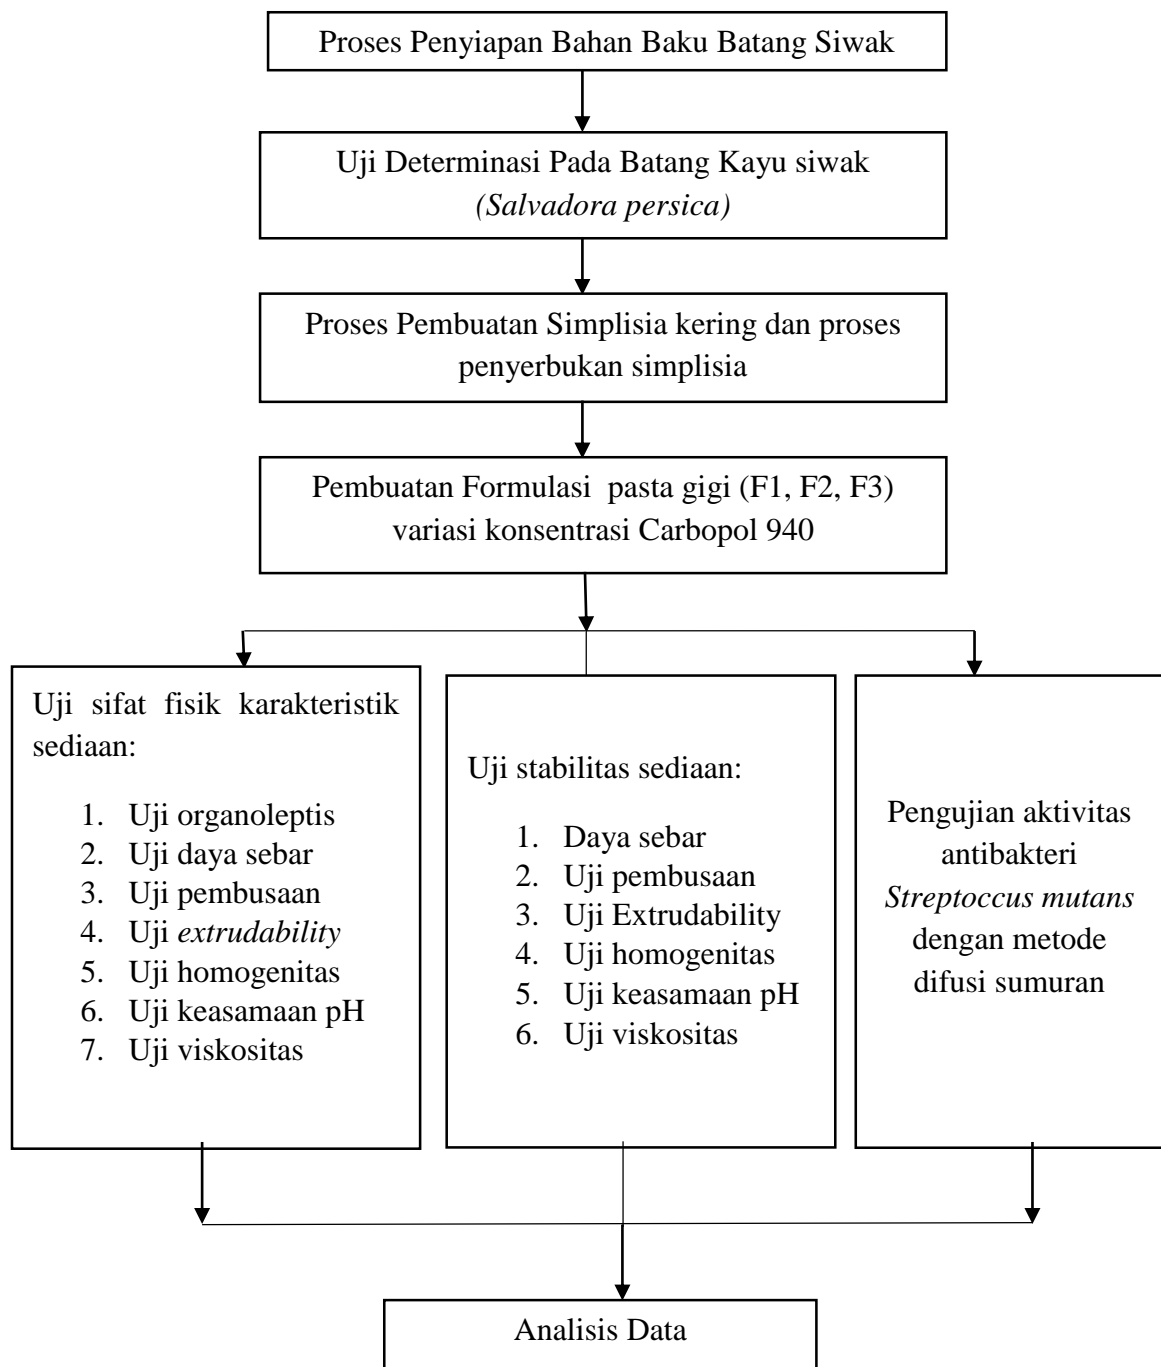 Proses Penyiapan Bahan Baku Batang Siwak
Uji Determinasi Pada Batang Kayu siwak
(Salvadora persica)
Proses Pembuatan Simplisia kering dan proses
penyerbukan simplisia
Pembuatan Formulasi pasta gigi (F1, F2, F3)
variasi konsentrasi Carbopol 940
Uji sifat fisik karakteristik
sediaan:
1. Uji organoleptis
2. Uji daya sebar
3. Uji pembusaan
4. Uji extrudability
5. Uji homogenitas
6. Uji keasamaan pH
7. Uji viskositas
Uji stabilitas sediaan:
1. Daya sebar
2. Uji pembusaan
3. Uji Extrudability
4. Uji homogenitas
5. Uji keasamaan pH
6. Uji viskositas
Pengujian aktivitas
antibakteri
Streptoccus mutans
dengan metode
difusi sumuran
Analisis Data